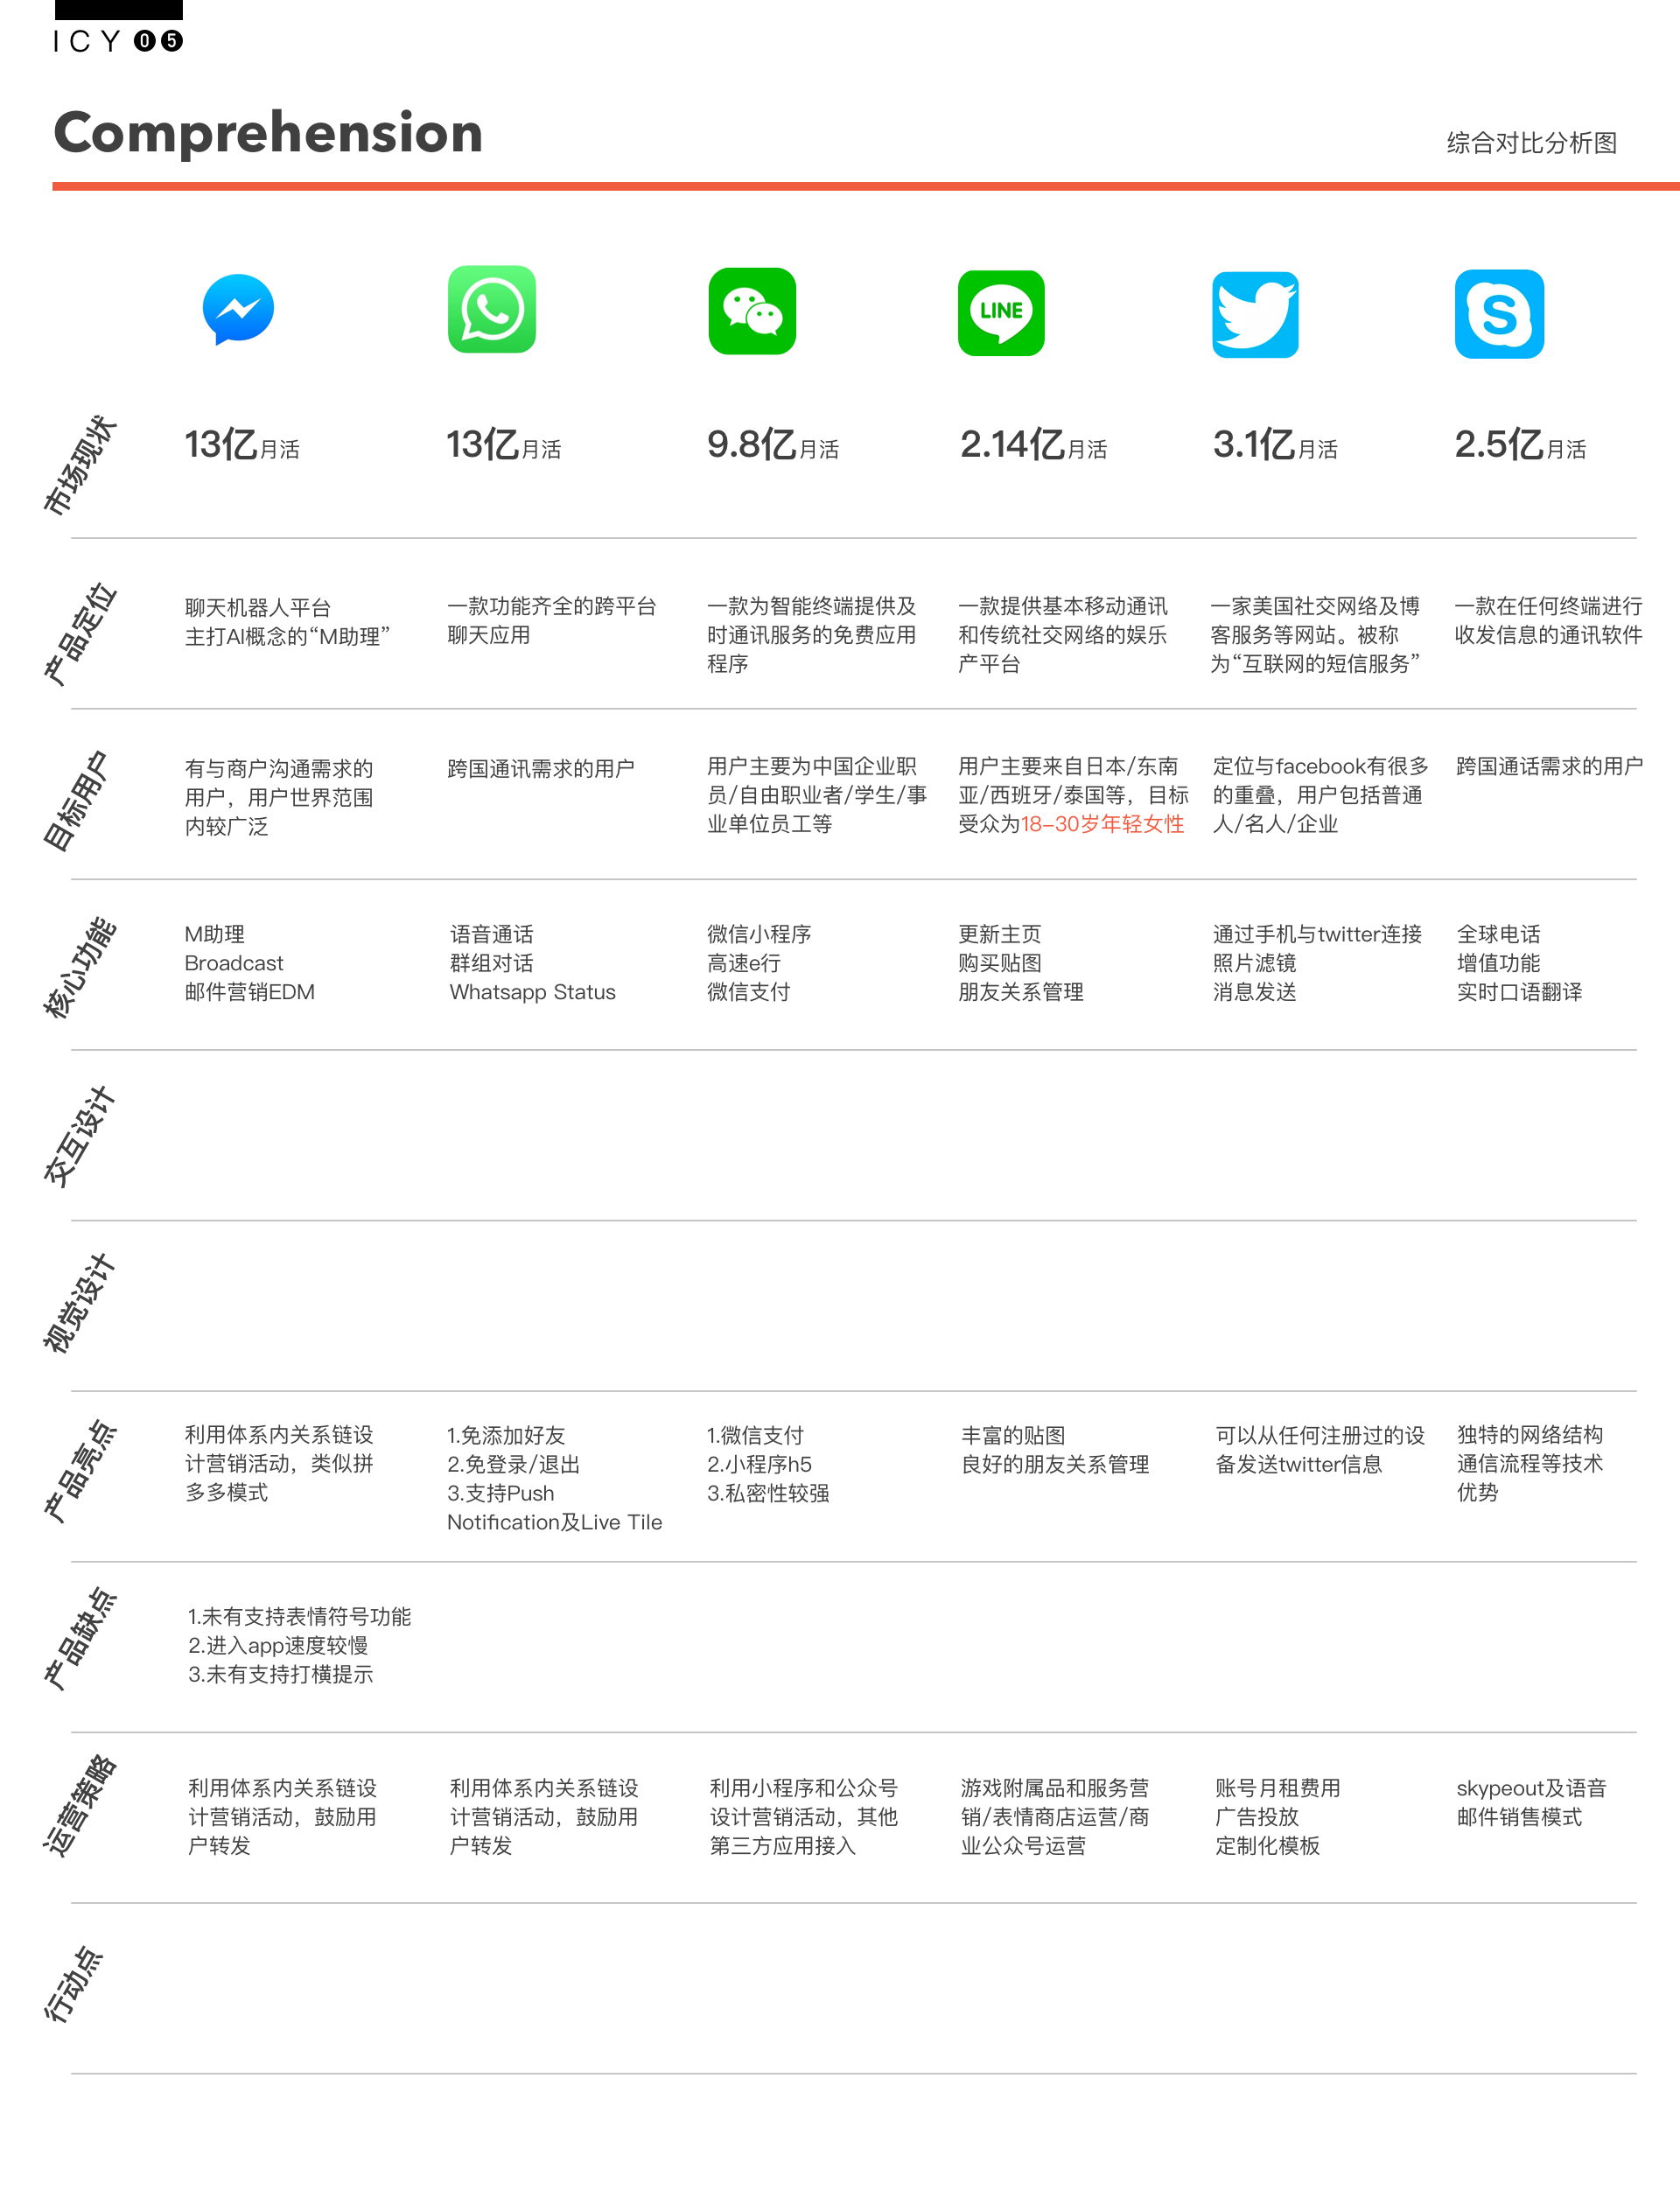 ICY 05
Comprehension
综合对比分析图
LINE
S
市场现状
13亿月活
13亿月活
9.8亿月活
2.14亿月活
3.1亿月活
2.5亿月活
产品定位
聊天机器人平台
主打AI概念的“M助理”
一款功能齐全的跨平台
聊天应用
一款为智能终端提供及
时通讯服务的免费应用
程序
一款提供基本移动通讯
和传统社交网络的娱乐
产平台
一家美国社交网络及博
客服务等网站。被称
为“互联网的短信服务”
一款在任何终端进行
收发信息的通讯软件
目标用户
有与商户沟通需求的
用户，用户世界范围
内较广泛
跨国通讯需求的用户
用户主要为中国企业职
员/自由职业者/学生/事
业单位员工等
用户主要来自日本/东南
亚/西班牙/泰国等，目标
受众为18-30岁年轻女性
定位与facebook有很多
的重叠，用户包括普通
人/名人/企业
跨国通话需求的用户
核心功能
M助理
Broadcast
邮件营销EDM
语音通话
群组对话
Whatsapp Status
微信小程序
高速e行
微信支付
更新主页
购买贴图
朋友关系管理
通过手机与twitter连接
照片滤镜
消息发送
全球电话
增值功能
实时口语翻译
交互设计
视觉设计
产品亮点
利用体系内关系链设
计营销活动，类似拼
多多模式
1.免添加好友
2.免登录/退出
3.支持Push
Notification及Live Tile
1.微信支付
2.小程序h5
3.私密性较强
丰富的贴图
良好的朋友关系管理
可以从任何注册过的设
备发送twitter信息
独特的网络结构
通信流程等技术
优势
产品缺点
1.未有支持表情符号功能
2.进入app速度较慢
3.未有支持打横提示
运营策略
利用体系内关系链设
计营销活动，鼓励用
户转发
利用体系内关系链设
计营销活动，鼓励用
户转发
利用小程序和公众号
设计营销活动，其他
第三方应用接入
游戏附属品和服务营
销/表情商店运营/商
业公众号运营
账号月租费用
广告投放
定制化模板
skypeout及语音
邮件销售模式
行动点